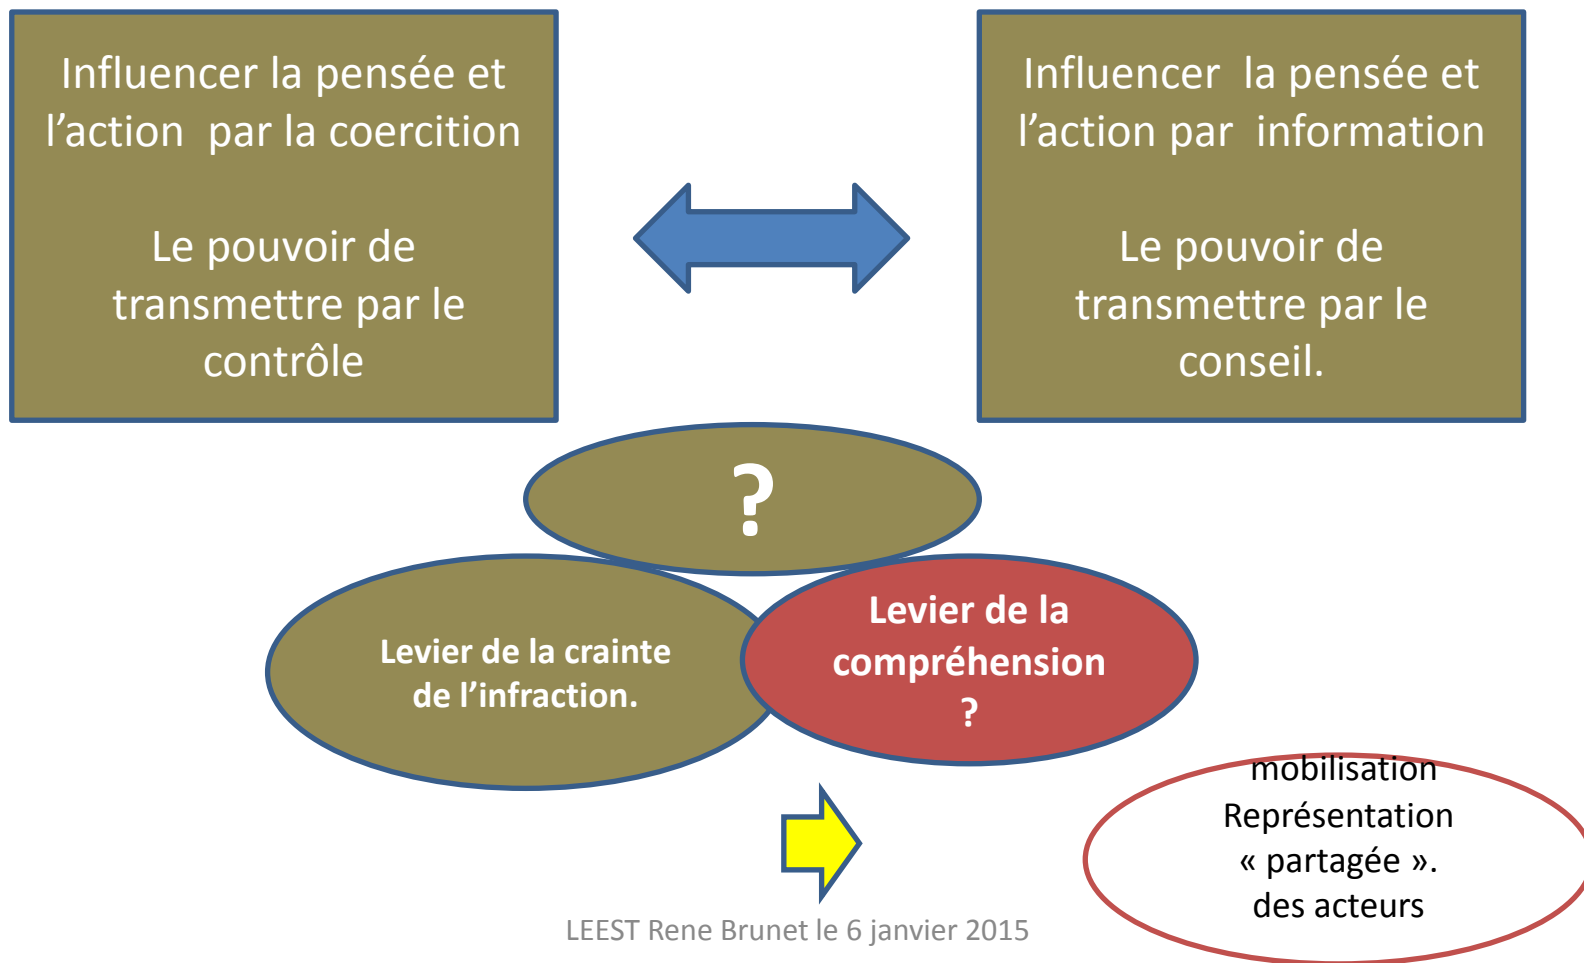 Influencer la pensée et
l’action  par la coercition
Le pouvoir de
transmettre par le
contrôle
Influencer  la pensée et
l’action par  information
Le pouvoir de
transmettre par le
conseil.
?
Levier de la crainte
de l’infraction.
Levier de la
compréhension
?
mobilisation
Représentation
« partagée ».
des acteurs
LEEST Rene Brunet le 6 janvier 2015